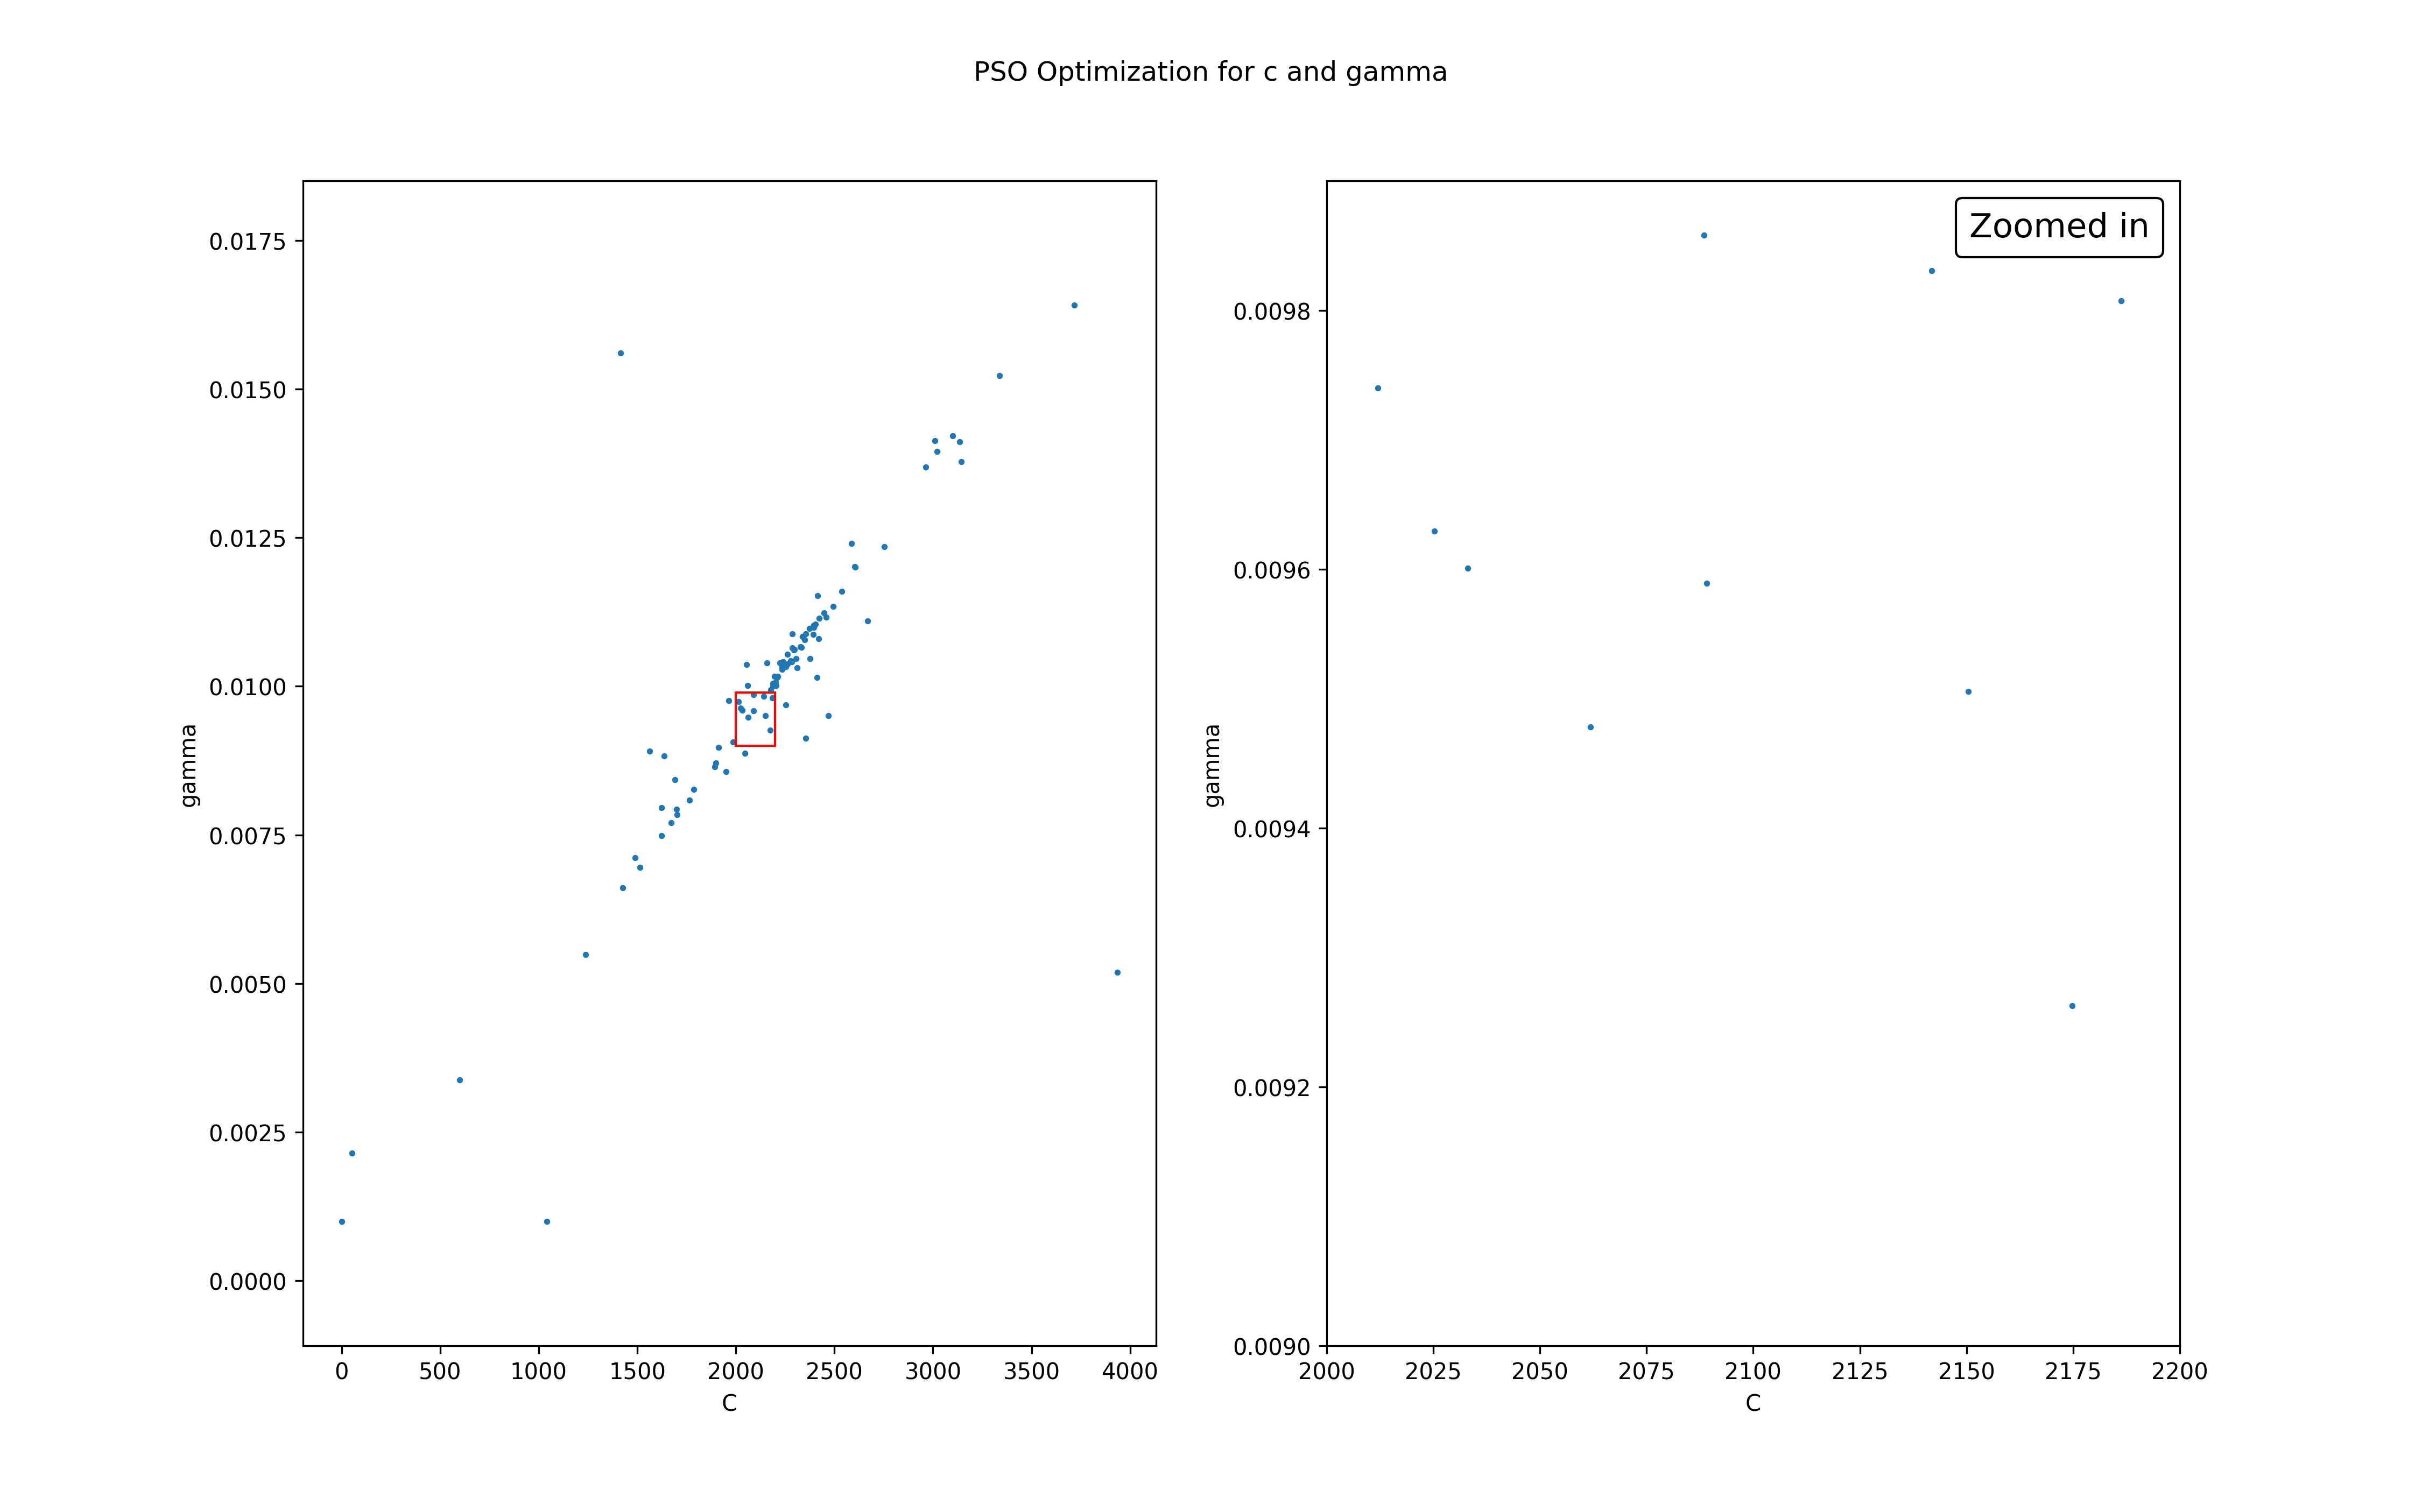 PSO Optimization for c and gamma
0.0175
0.0150
0.0125
0.0100
0.0075
0.0050
0.0025
0.0000
gamma
0 500 1000 1500 2000 2500 3000 3500 4000
C
Zoomed in
0.0098
0.0096
0.0094
0.0092
0.0090
gamma
2000 2025 2050 2075 2100 2125 2150 2175 2200
C